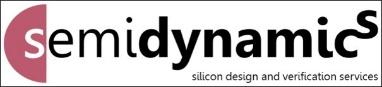 semidynamics
silicon design and verification services